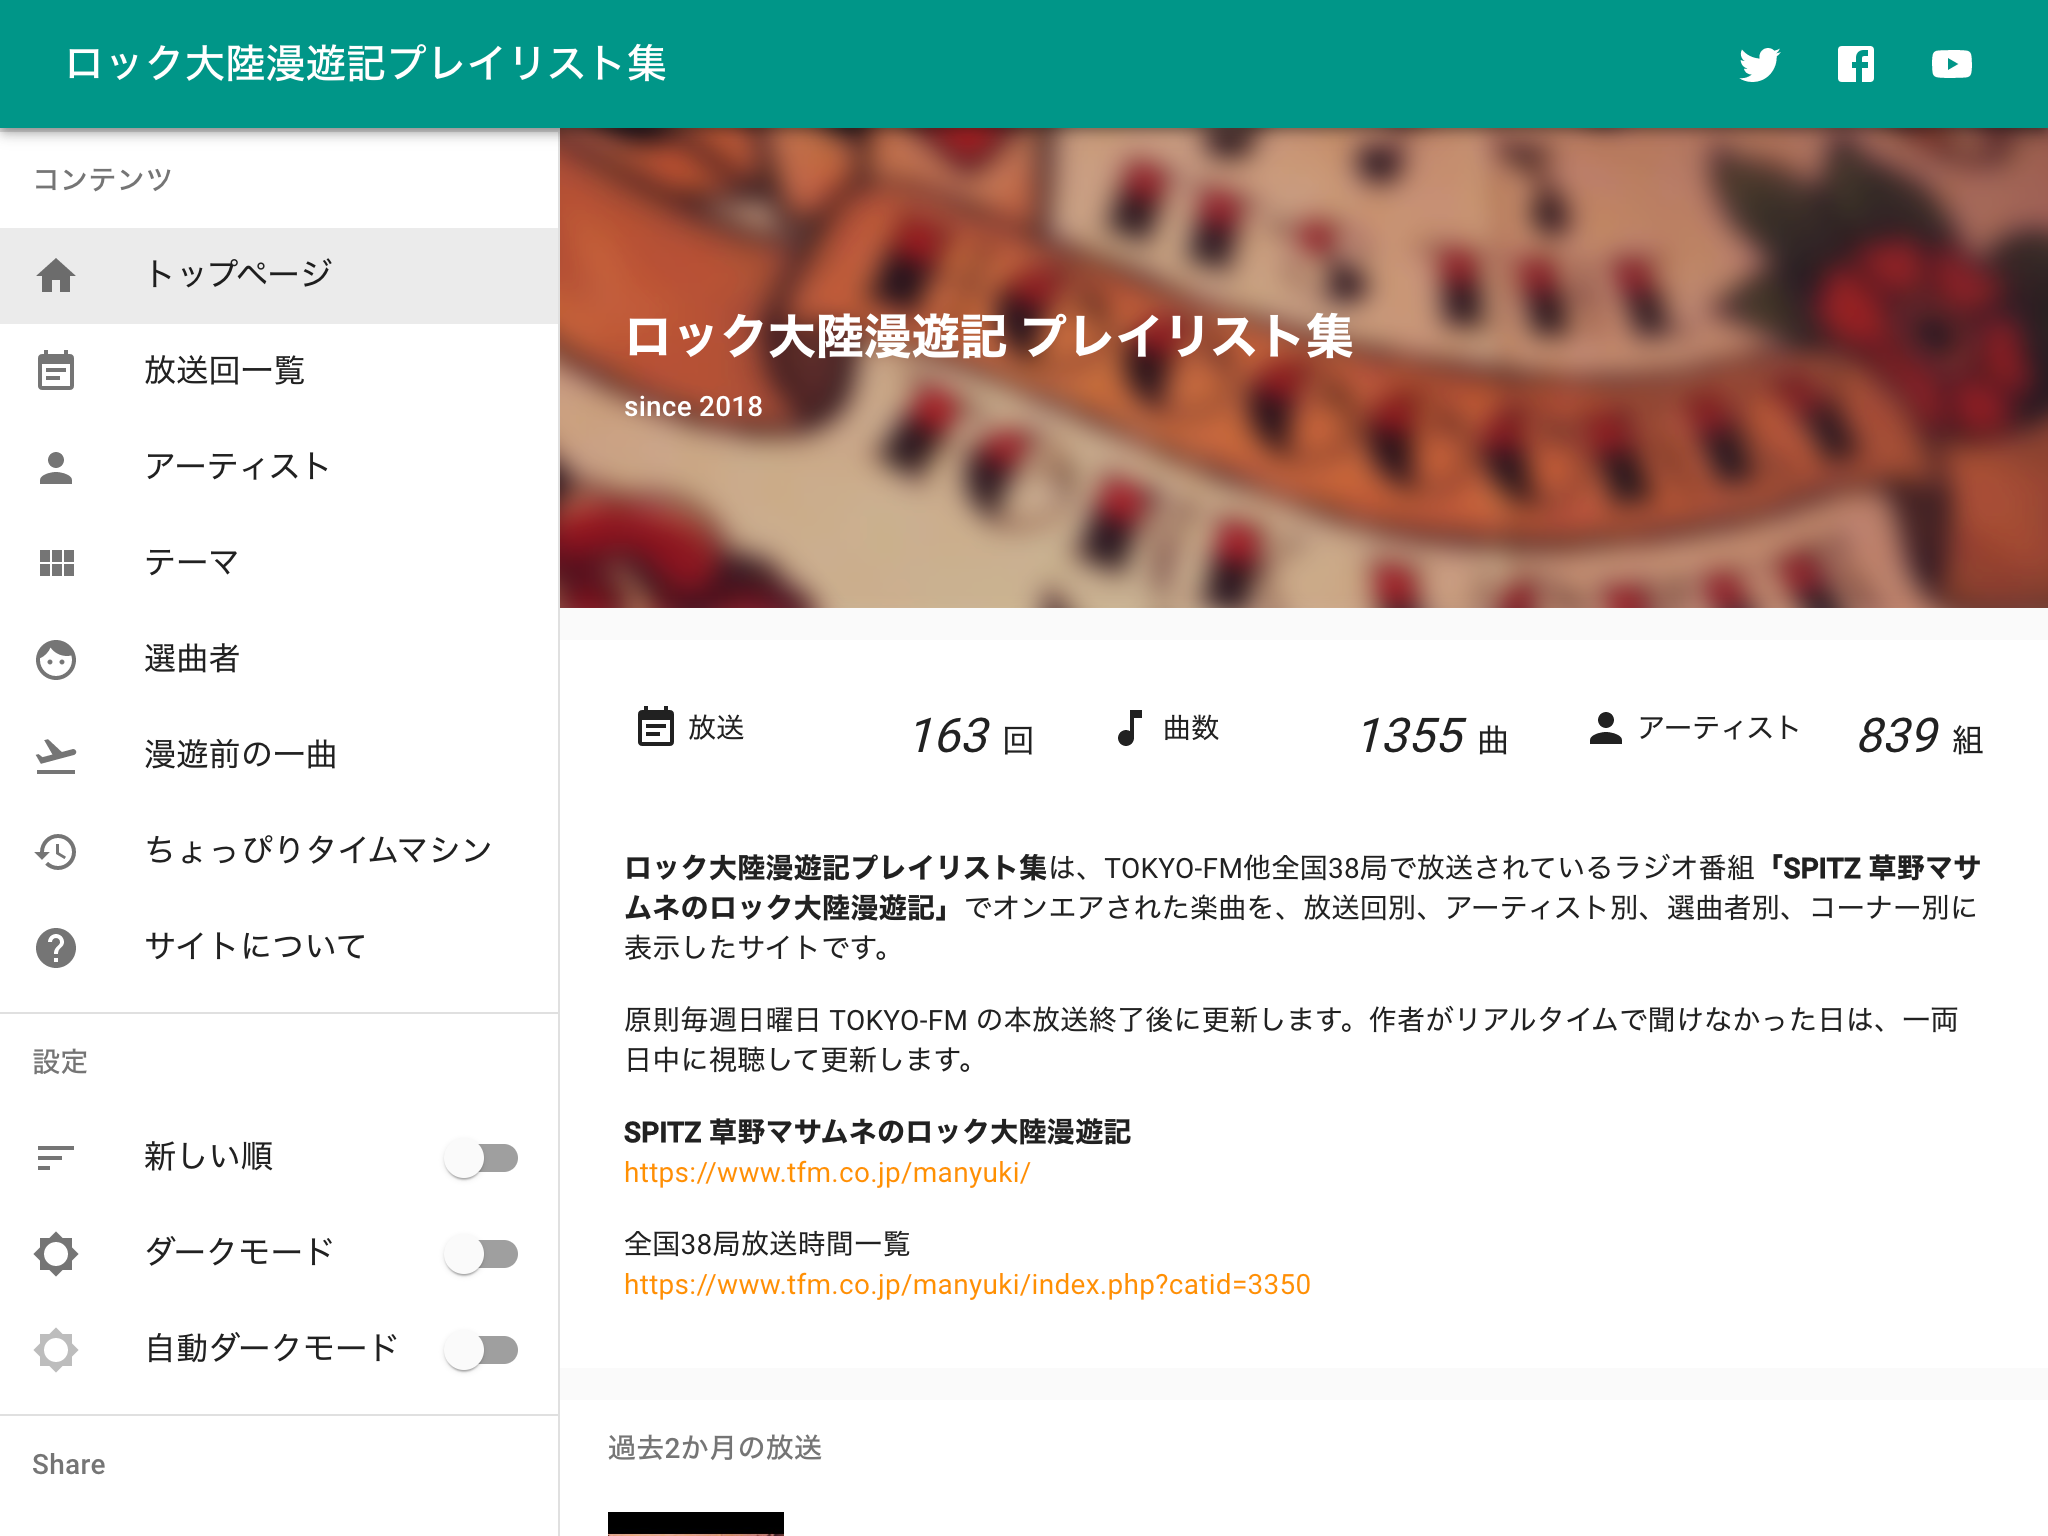 ロック大陸漫遊記プレイリスト集
コンテンツ
トップページ
放送回一覧
アーティスト
テーマ
選曲者
漫遊前の一曲
ちょっぴりタイムマシン
サイトについて
設定
新しい順
ダークモード
自動ダークモード
Share
ロック大陸漫遊記 プレイリスト集
since 2018
放送 163 回
曲数 1355 曲
アーティスト 839 組
ロック大陸漫遊記プレイリスト集は、TOKYO-FM他全国38局で放送されているラジオ番組「SPITZ 草野マサ
ムネのロック大陸漫遊記」でオンエアされた楽曲を、放送回別、アーティスト別、選曲者別、コーナー別に
表示したサイトです。
原則毎週日曜日 TOKYO-FM の本放送終了後に更新します。作者がリアルタイムで聞けなかった日は、一両
日中に視聴して更新します。
SPITZ 草野マサムネのロック大陸漫遊記
https://www.tfm.co.jp/manyuki/
全国38局放送時間一覧
https://www.tfm.co.jp/manyuki/index.php?catid=3350
過去2か月の放送